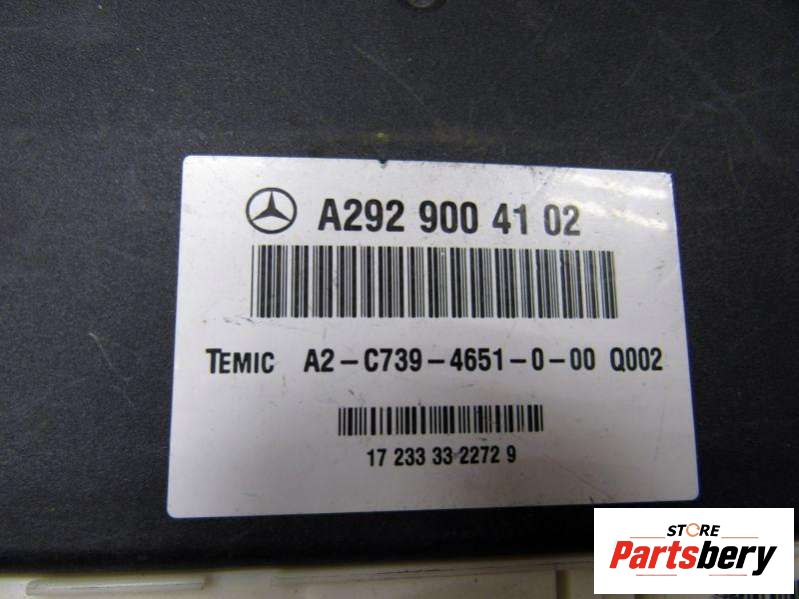 A292 900 41 02
TEMIC A2-C739-4651-0-00 Q002
17 233 33 2272 9
STORE
Partsbery